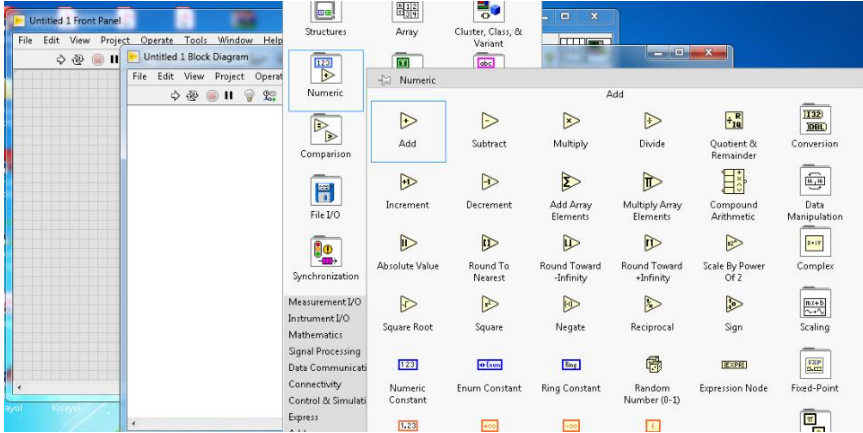 Untitled 1 Front Panel
File Edit View Project Operate Tools Window Help
Untitled 1 Block Diagram
File Edit View Project Operat
Structures
Array
Cluster, Class, &
Variant
Numeric
Comparison
File I/O
Synchronization
Measurement I/O
Instrument I/O
Mathematics
Signal Processing
Data Communicati
Connectivity
Control & Simulati
Express
Numeric
Add
Add Subtract Multiply Divide Quotient &
Remainder Conversion
Increment Decrement Add Array
Elements Multiply Array
Elements Compound
Arithmetic Data
Manipulation
Absolute Value Round To
Nearest Round Toward
-Infinity Round Toward
+Infinity Scale By Power
Of 2 Complex
Square Root Square Negate Reciprocal Sign Scaling
Numeric
Constant Enum Constant Ring Constant Random
Number (0-1) Expression Node Fixed-Point